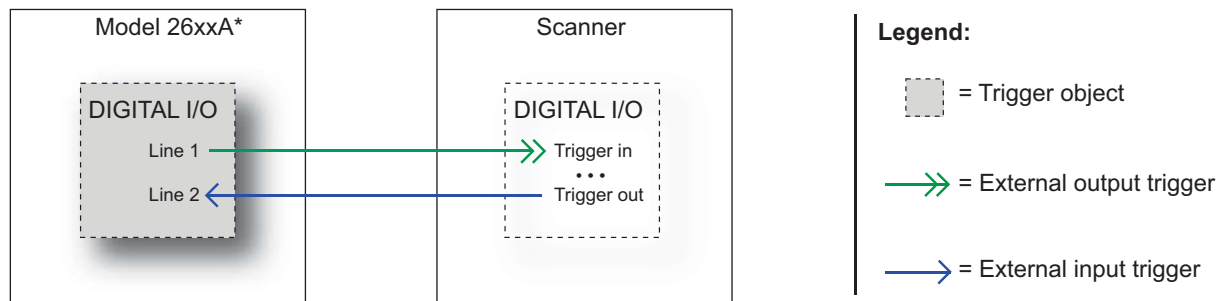 Model 26xxA*
DIGITAL I/O
Line 1
Line 2
Scanner
DIGITAL I/O
Trigger in
• • •
Trigger out
Legend:
= Trigger object
= External output trigger
= External input trigger